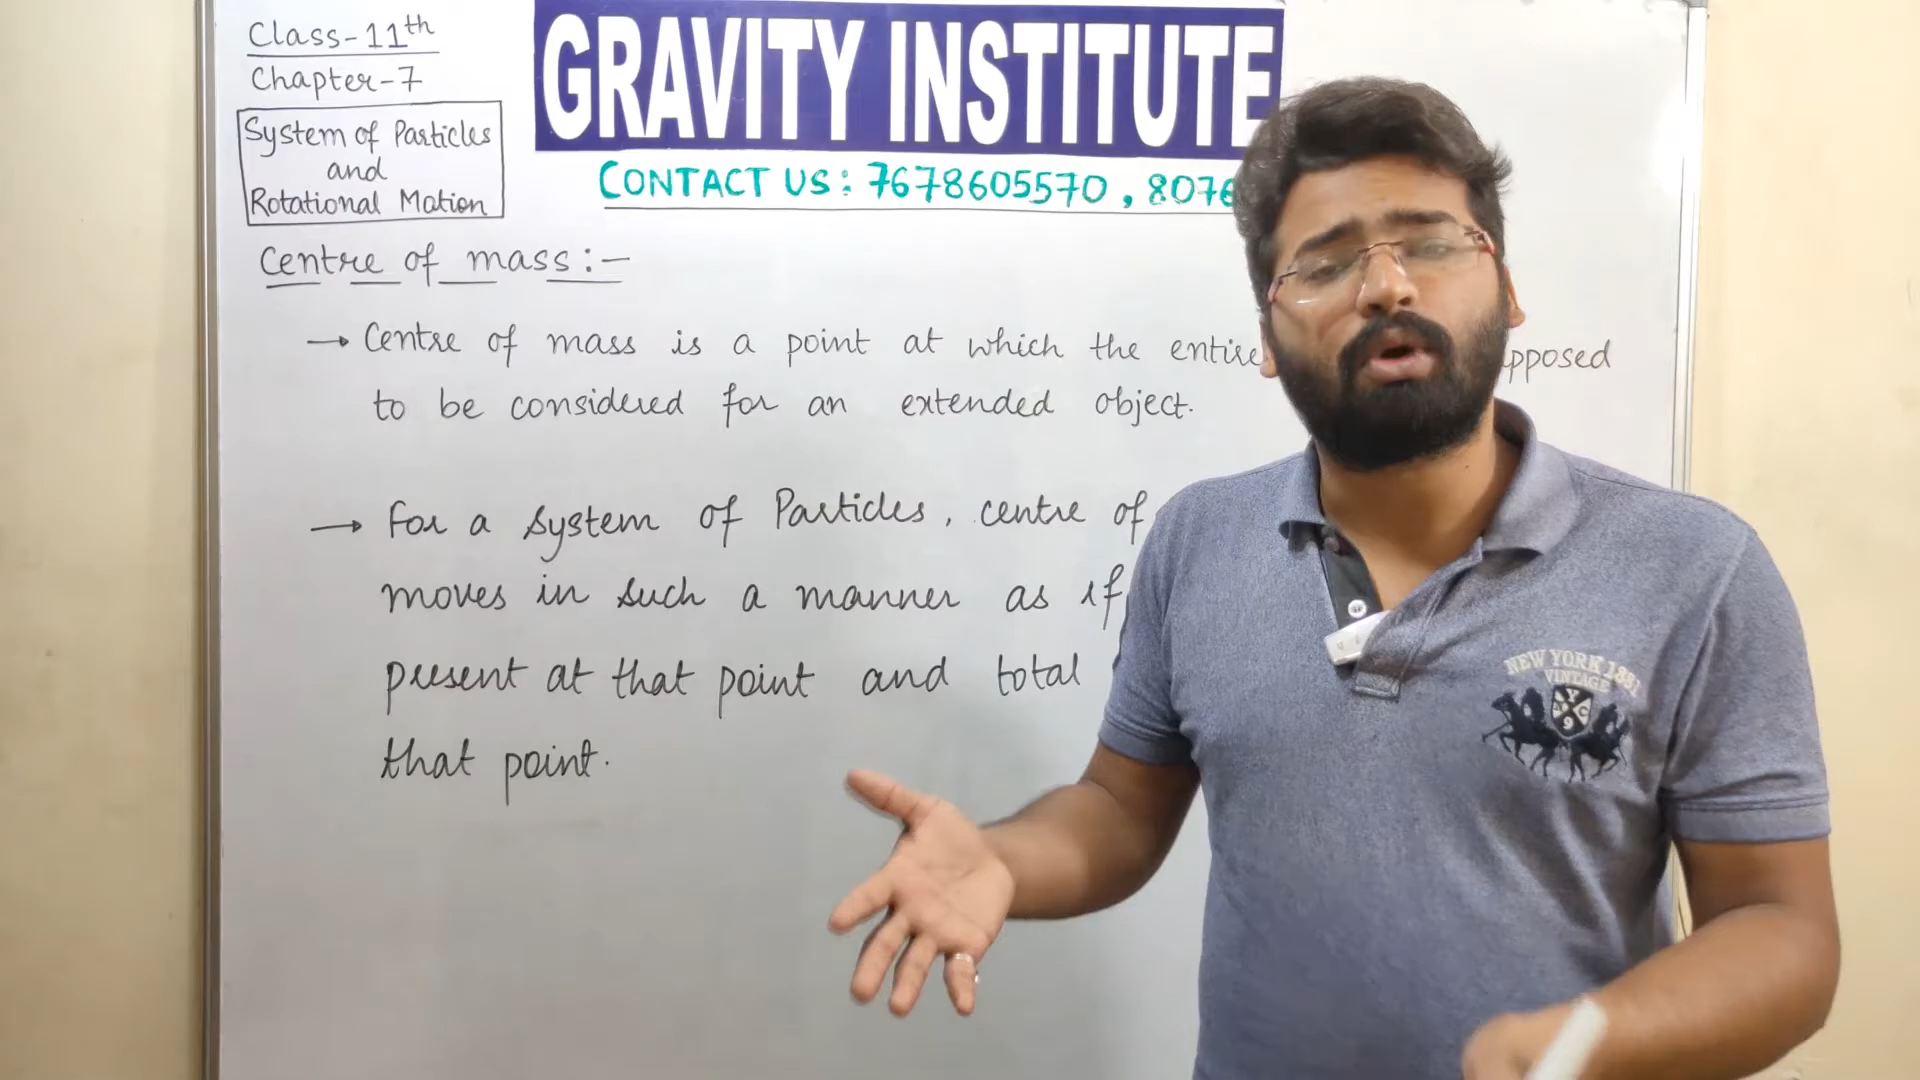 Class-11th
Chapter-7
System of Particles
and
Rotational Motion
GRAVITY INSTITUTE
CONTACT US: 7678605570, 8076
Centre of mass:-
→ Centre of mass is a point at which the entire pposed
to be considered for an extended object.
→ For a system of Particles, centre of
moves in such a manner as if
present at that point and total
that point.
NEW YORK 1881
VINTAGE
N Y C
9